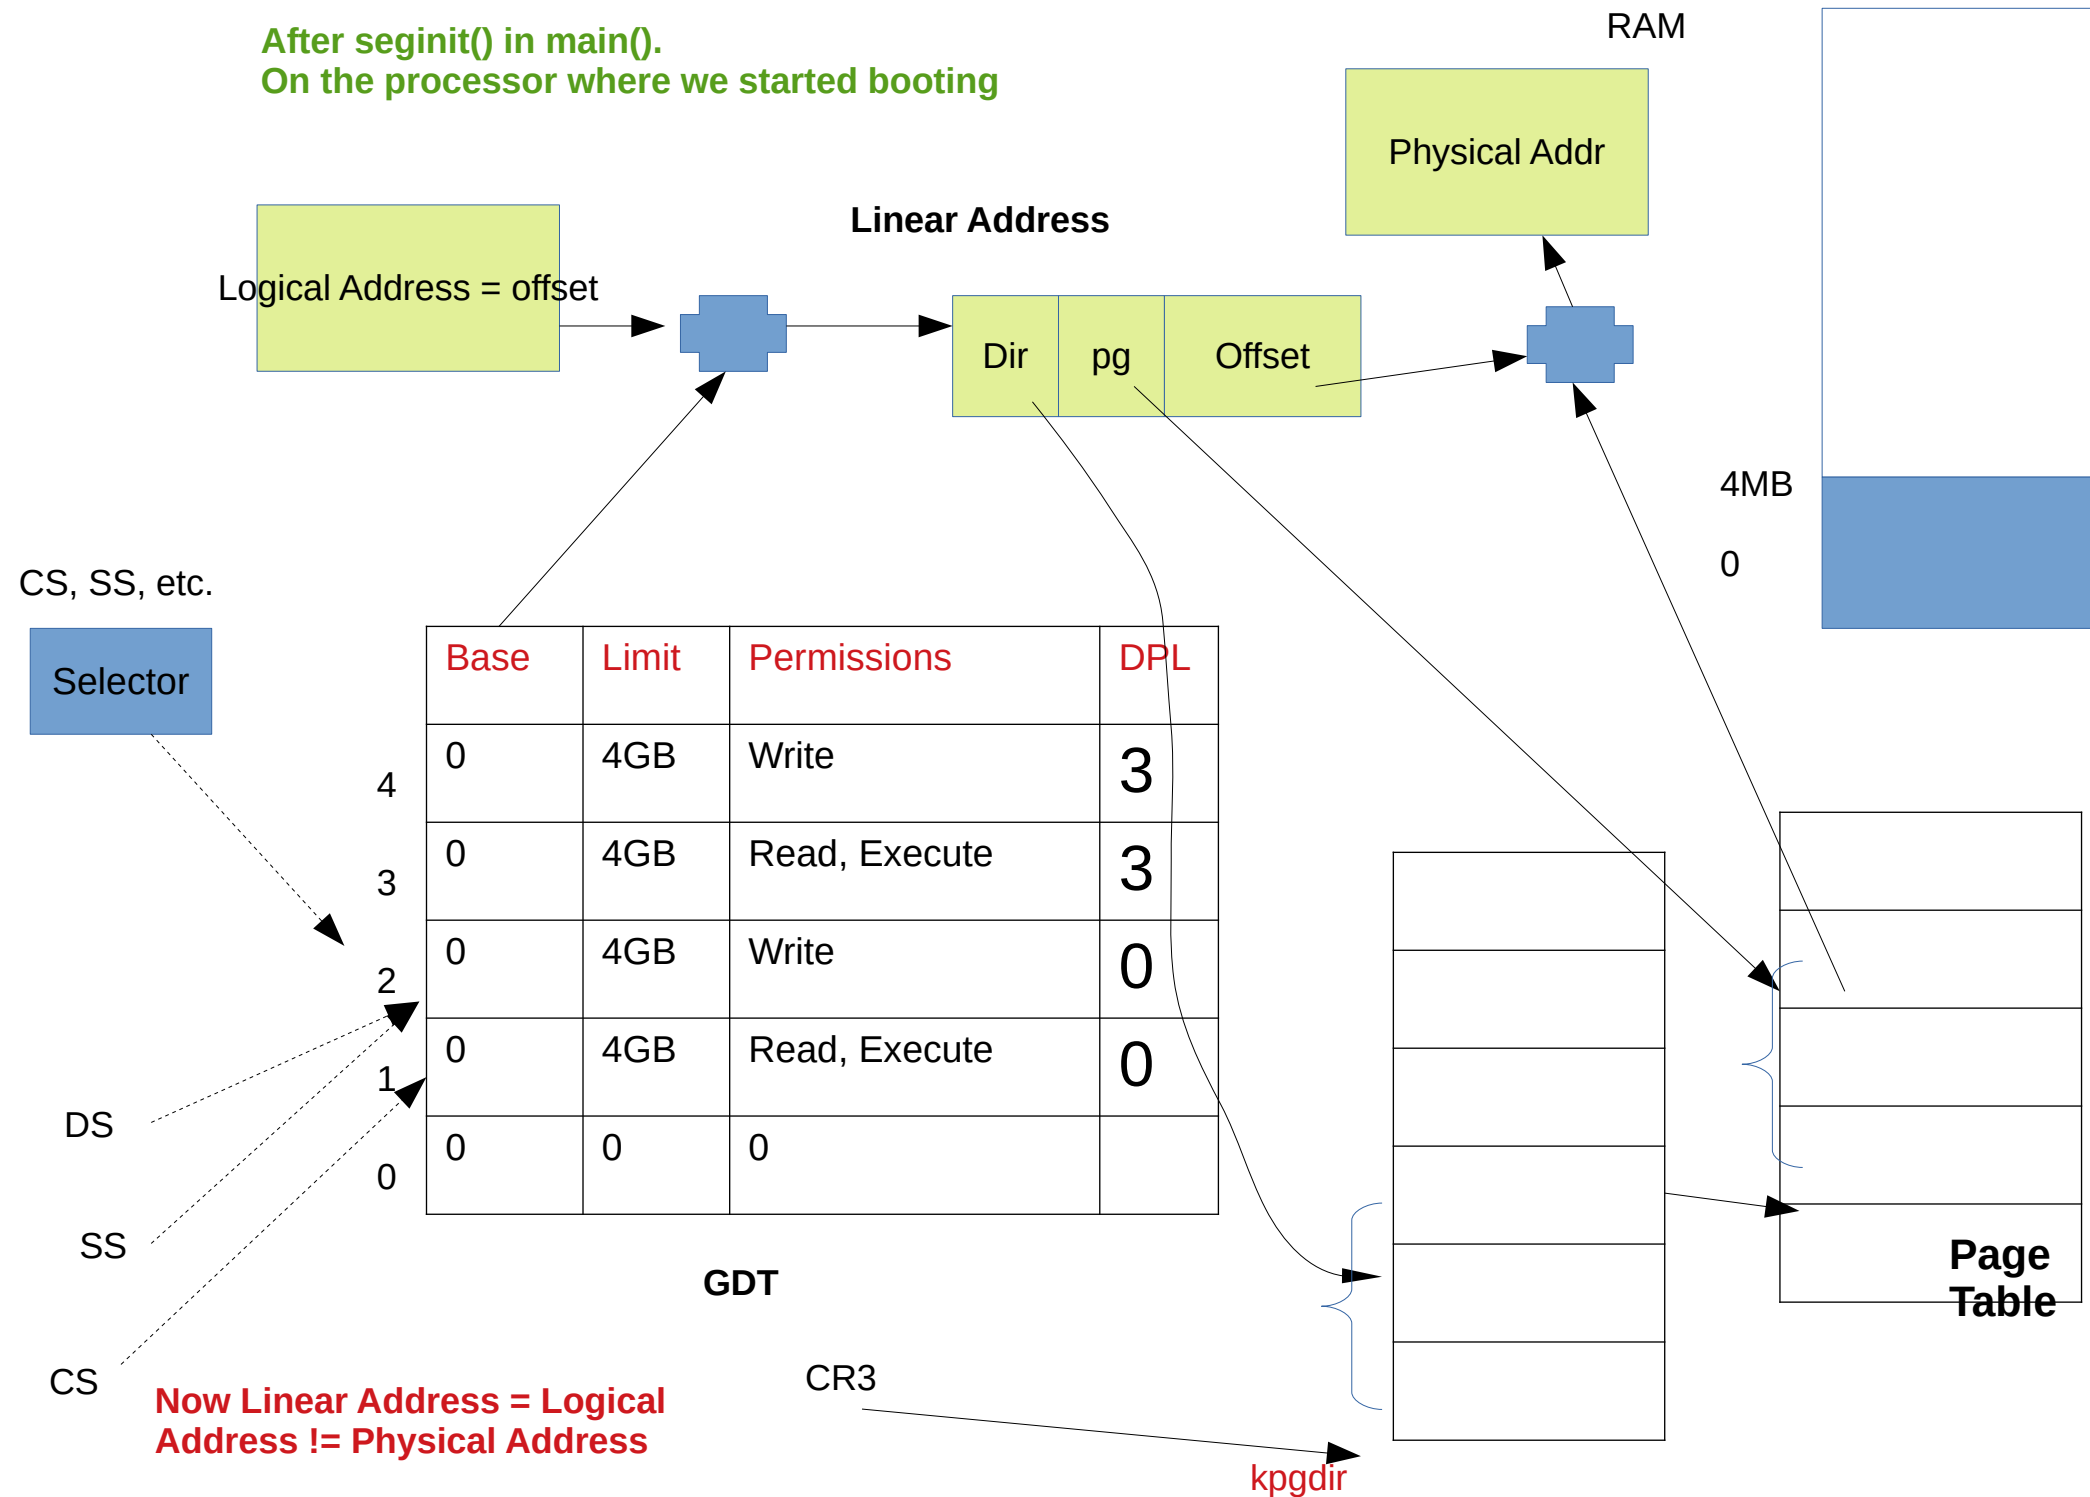 After seginit() in main().
On the processor where we started booting
RAM
Physical Addr
Linear Address
Logical Address = offset
Dir pg Offset
4MB
0
CS, SS, etc.
Selector
Base Limit Permissions DPL
4 0 4GB Write 3
3 0 4GB Read, Execute 3
2 0 4GB Write 0
1 0 4GB Read, Execute 0
0 0 0 0
DS
SS
CS
GDT
Page
Table
CR3
kpgdir
Now Linear Address = Logical
Address != Physical Address